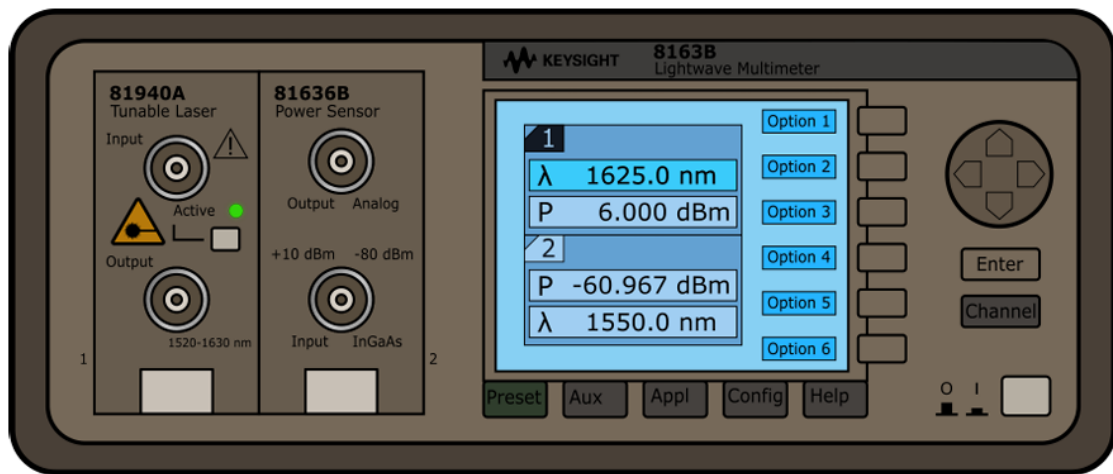 KEYSIGHT
8163B
Lightwave Multimeter
81940A
Tunable Laser
Input
Active
Output
1520-1630 nm
1
81636B
Power Sensor
Output Analog
+10 dBm -80 dBm
Input InGaAs
2
1
λ 1625.0 nm
P 6.000 dBm
2
P -60.967 dBm
λ 1550.0 nm
Option 1
Option 2
Option 3
Option 4
Option 5
Option 6
Preset Aux Appl Config Help
Enter
Channel
O I